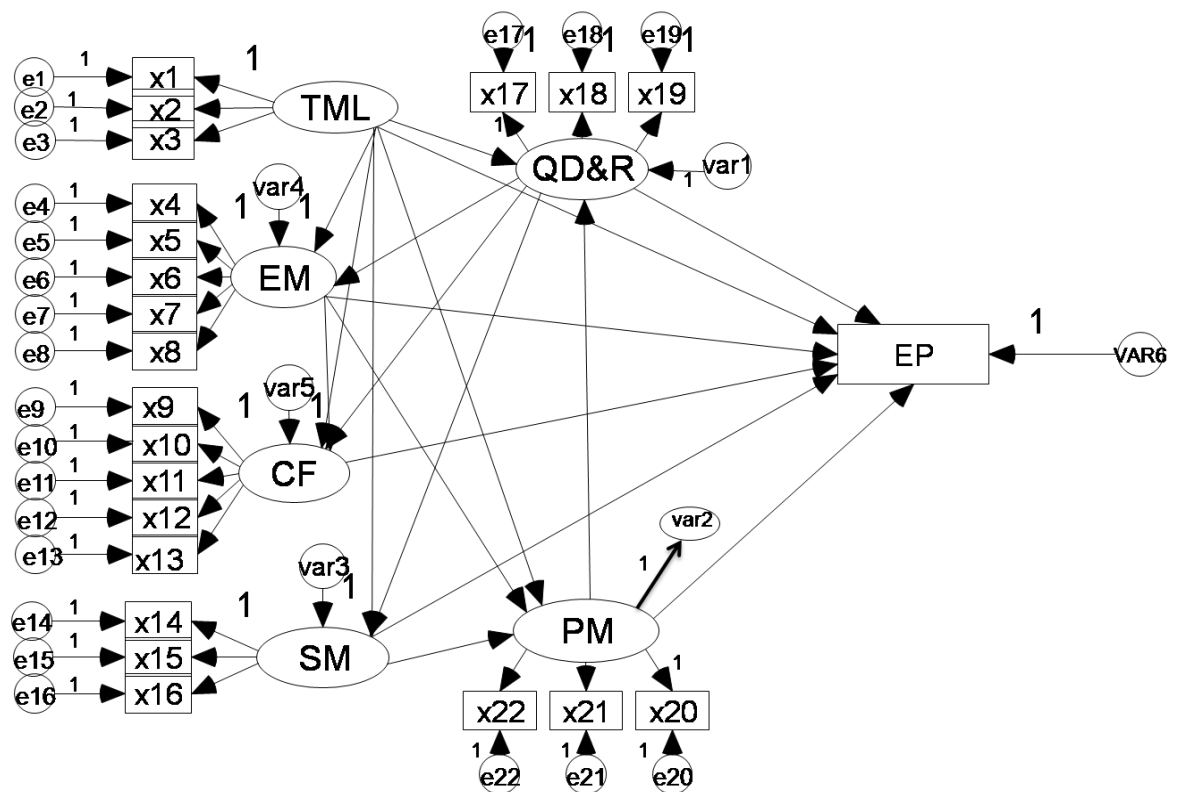 e17 1 e18 1 e19 1
e1 1 x1 1
e2 1 x2
e3 1 x3
TML
x17 x18 x19
1
QD&R
1 var1
e4 1 x4
e5 1 x5
e6 1 x6
e7 1 x7
e8 1 x8
var4
1 1
EM
EP
1
VAR6
e9 1 x9
e10 1 x10
e11 1 x11
e12 1 x12
e13 1 x13
var5
1 1
CF
var2
1
e14 1 x14
e15 1 x15
e16 1 x16
var3
1 1
SM
PM
1
x22 x21 x20
1 1 1
e22 e21 e20